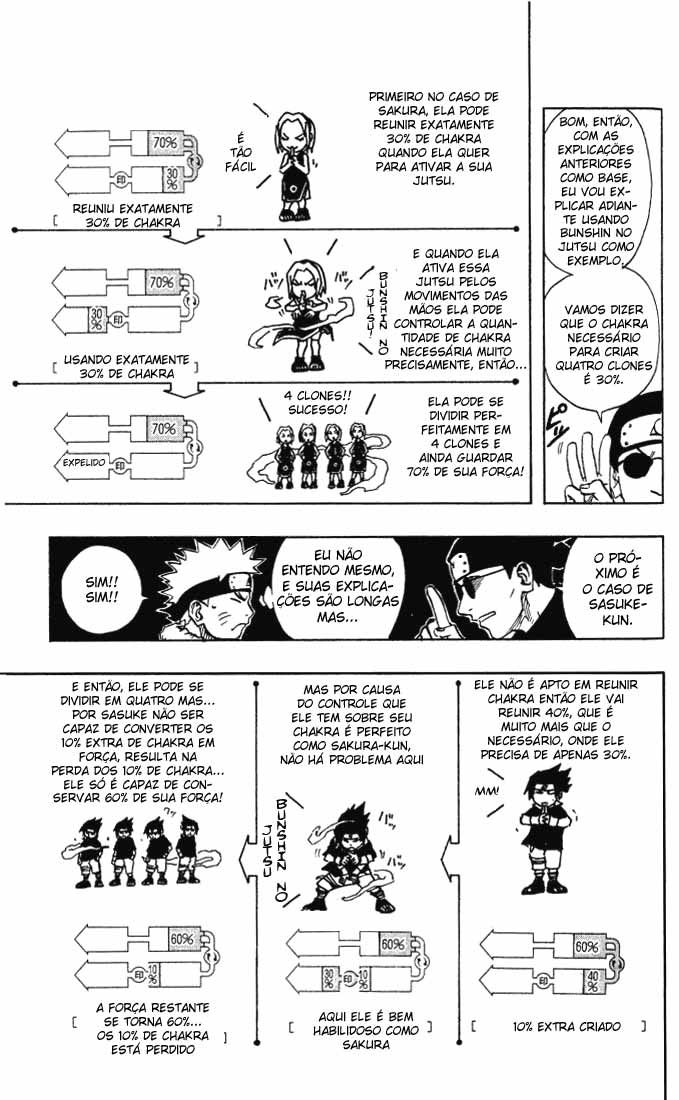 BOM, ENTÃO,
COM AS
EXPLICAÇÕES
ANTERIORES
COMO BASE,
EU VOU EX-
PLICAR ADIAN-
TE USANDO
BUNSHIN NO
JUTSU COMO
EXEMPLO.
VAMOS DIZER
QUE O CHAKRA
NECESSÁRIO
PARA CRIAR
QUATRO CLONES
É 30%.
PRIMEIRO NO CASO DE
SAKURA, ELA PODE
REUNIR EXATAMENTE
30% DE CHAKRA
QUANDO ELA QUER
PARA ATIVAR A SUA
JUTSU.
É
TÃO
FÁCIL
70%
30
%
REUNIU EXATAMENTE
30% DE CHAKRA
E QUANDO ELA
ATIVA ESSA
JUTSU PELOS
MOVIMENTOS DAS
MÃOS ELA PODE
CONTROLAR A QUAN-
TIDADE DE CHAKRA
NECESSÁRIA MUITO
PRECISAMENTE, ENTÃO...
BUNSHIN NO
JUTSU!
バッ
バッ
70%
30
%
USANDO EXATAMENTE
30% DE CHAKRA
ELA PODE SE
DIVIDIR PER-
FEITAMENTE EM
4 CLONES E
AINDA GUARDAR
70% DE SUA FORÇA!
4 CLONES!!
SUCESSO!
70%
EXPELIDO
O PRÓ-
XIMO É
O CASO DE
SASUKE-
KUN.
EU NÃO
ENTENDO MESMO,
E SUAS EXPLICA-
ÇÕES SÃO LONGAS
MAS...
SIM!!
SIM!!
ELE NÃO É APTO EM REUNIR
CHAKRA ENTÃO ELE VAI
REUNIR 40%, QUE É
MUITO MAIS QUE O
NECESSÁRIO, ONDE ELE
PRECISA DE APENAS 30%.
MM!
60%
40
%
10% EXTRA CRIADO
MAS POR CAUSA
DO CONTROLE QUE
ELE TEM SOBRE SEU
CHAKRA É PERFEITO
COMO SAKURA-KUN,
NÃO HÁ PROBLEMA AQUI
BUNSHIN NO
JUTSU
バッ
バッ
60%
30
%
10
%
AQUI ELE É BEM
HABILIDOSO COMO
SAKURA
E ENTÃO, ELE PODE SE
DIVIDIR EM QUATRO MAS...
POR SASUKE NÃO SER
CAPAZ DE CONVERTER OS
10% EXTRA DE CHAKRA EM
FORÇA, RESULTA NA
PERDA DOS 10% DE CHAKRA...
ELE SÓ É CAPAZ DE CON-
SERVAR 60% DE SUA FORÇA!
60%
10
%
A FORÇA RESTANTE
SE TORNA 60%...
OS 10% DE CHAKRA
ESTÁ PERDIDO